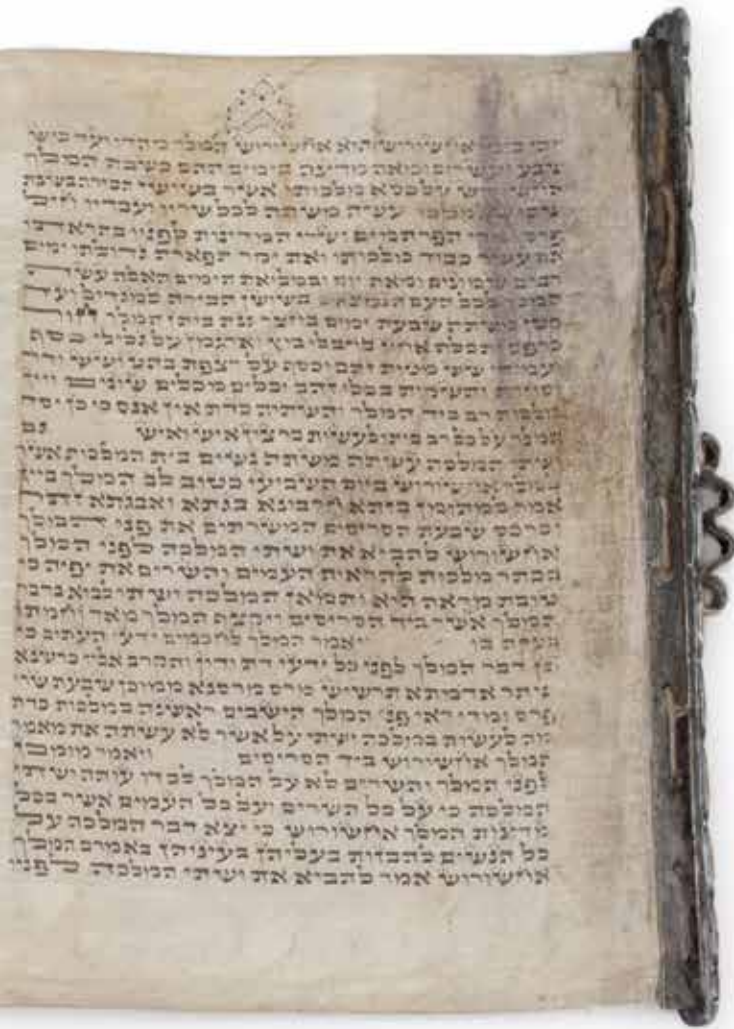 ויהי בימי אחשורוש הוא אחשורוש המלך מהדו ועד כוש
שבע ועשרים ומאה מדינה בימים ההם כשבת המלך
אחשורוש על כסא מלכותו אשר בשושן הבירה בשנת
שלוש למלכו עשה משתה לכל שריו ועבדיו חיל
פרס ומדי הפרתמים ושרי המדינות לפניו בהראתו
את עשר כבוד מלכותו ואת יקר תפארת גדולתו ימים
רבים שמונים ומאת יום ובמלואת הימים האלה עשה
המלך לכל העם הנמצאים בשושן הבירה למגדול ועד
קטן משתה שבעת ימים בחצר גנת ביתן המלך חור
כרפס ותכלת אחוז בחבלי בוץ וארגמן על גלילי כסף
ועמודי שש מטות זהב וכסף על רצפת בהט ושש ודר
וסחרת והשקות בכלי זהב וכלים מכלים שונים ויין
מלכות רב כיד המלך והשתיה כדת אין אנס כי כן יסד
המלך על כל רב ביתו לעשות כרצון איש ואיש גם
ושתי המלכה עשתה משתה נשים בית המלכות אשר
למלך אחשורוש ביום השביעי כטוב לב המלך ביין
אמר למהומן בזתא חרבונא בגתא ואבגתא זתר
וכרכס שבעת הסריסים המשרתים את פני המלך
אחשורוש להביא את ושתי המלכה לפני המלך
בכתר מלכות להראות העמים והשרים את יפיה כי
טובת מראה היא ותמאן המלכה ושתי לבוא בדבר
המלך אשר ביד הסריסים ויקצף המלך מאד וחמתו
בערה בו ויאמר המלך לחכמים ידעי העתים כי
כן דבר המלך לפני כל ידעי דת ודין והקרב אליו כרשנא
שתר אדמתא תרשיש מרס מרסנא ממוכן שבעת שרי
פרס ומדי ראי פני המלך הישבים ראשנה במלכות כדת
מה לעשות במלכה ושתי על אשר לא עשתה את מאמר
המלך אחשורוש ביד הסריסים ויאמר מומכן
לפני המלך והשרים לא על המלך לבדו עותה ושתי
המלכה כי על כל השרים ועל כל העמים אשר בכל
מדינות המלך אחשורוש כי יצא דבר המלכה על
כל הנשים להבזות בעליהן בעיניהן באמרם המלך
אחשורוש אמר להביא את ושתי המלכה לפניו